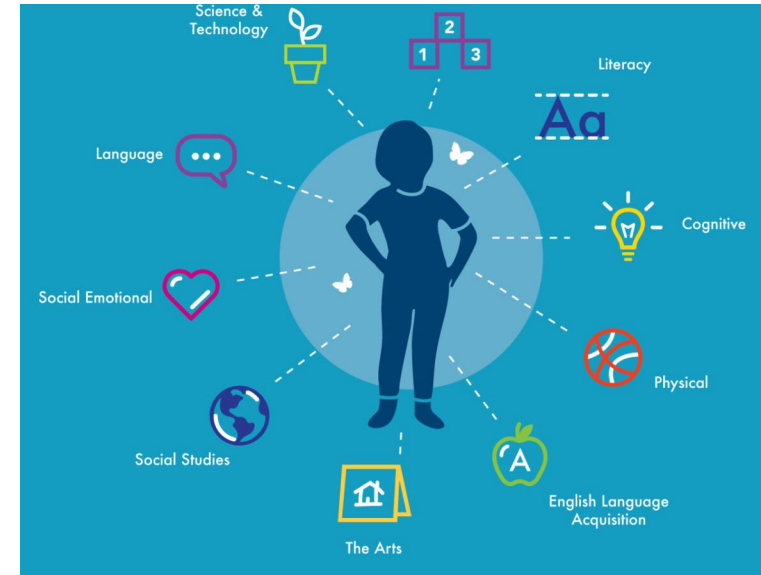 Science &
Technology
2
1
3
Literacy
Aa
Language
Cognitive
Social Emotional
Physical
Social Studies
A
English Language
Acquisition
The Arts